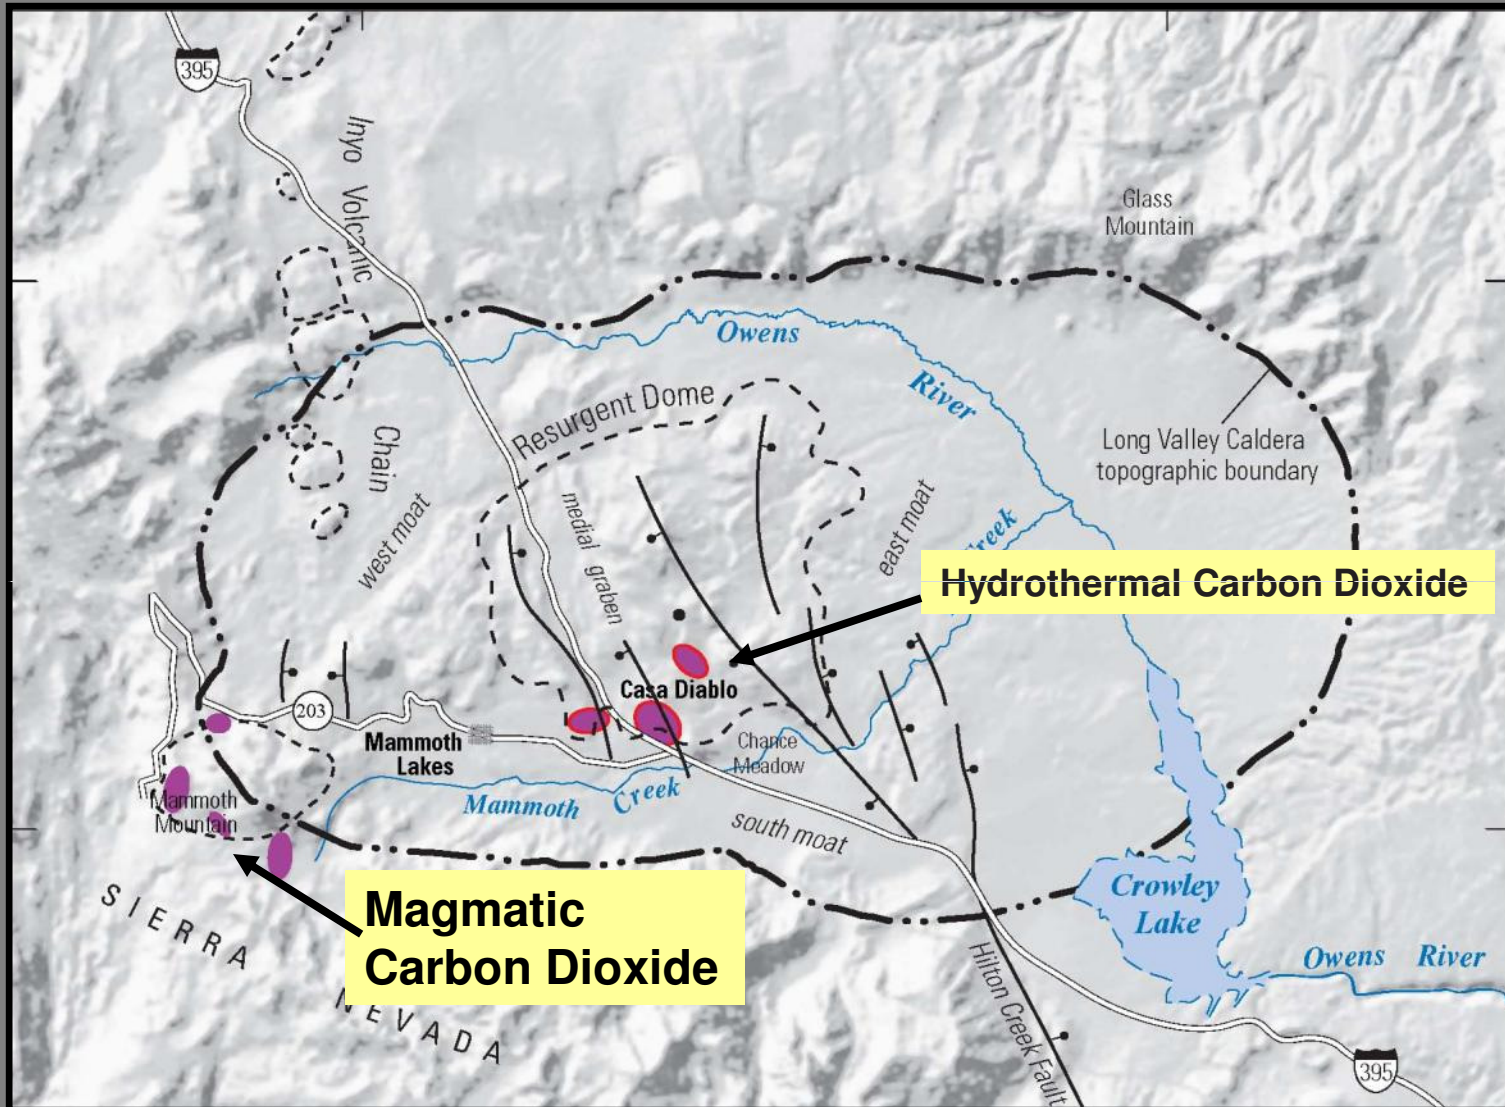 395
Inyo Volcanic
Chain
Glass
Mountain
Owens
River
Resurgent Dome
Long Valley Caldera
topographic boundary
west moat
medial graben
east moat
reek
Hydrothermal Carbon Dioxide
Casa Diablo
203
Mammoth
Lakes
Chance
Meadow
Mammoth
Mountain
Mammoth Creek
south moat
Magmatic
Carbon Dioxide
Crowley
Lake
SIERRA
NEVADA
Owens River
Hilton Creek Fault
395